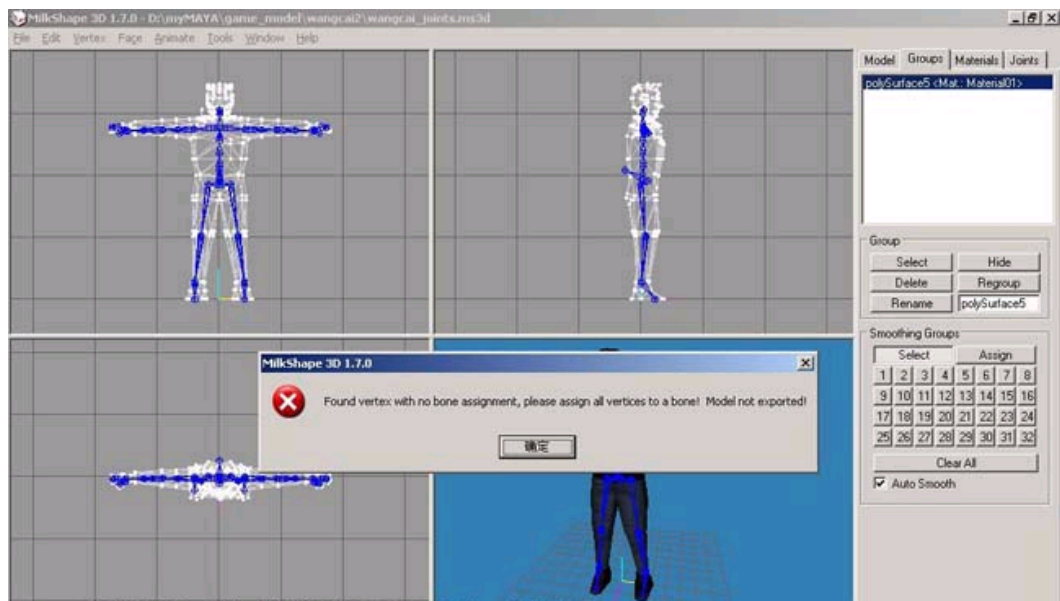 MilkShape 3D 1.7.0 - D:\myMAYA\game_model\wangcai2\wangcai_joints.ms3d
File Edit Vertex Face Animate Tools Window Help
Model Groups Materials Joints
polySurface5 <Mat.: Material01>
Group
Select Hide
Delete Regroup
Rename polySurface5
Smoothing Groups
Select Assign
1 2 3 4 5 6 7 8
9 10 11 12 13 14 15 16
17 18 19 20 21 22 23 24
25 26 27 28 29 30 31 32
Clear All
Auto Smooth
MilkShape 3D 1.7.0
Found vertex with no bone assignment, please assign all vertices to a bone! Model not exported!
确定